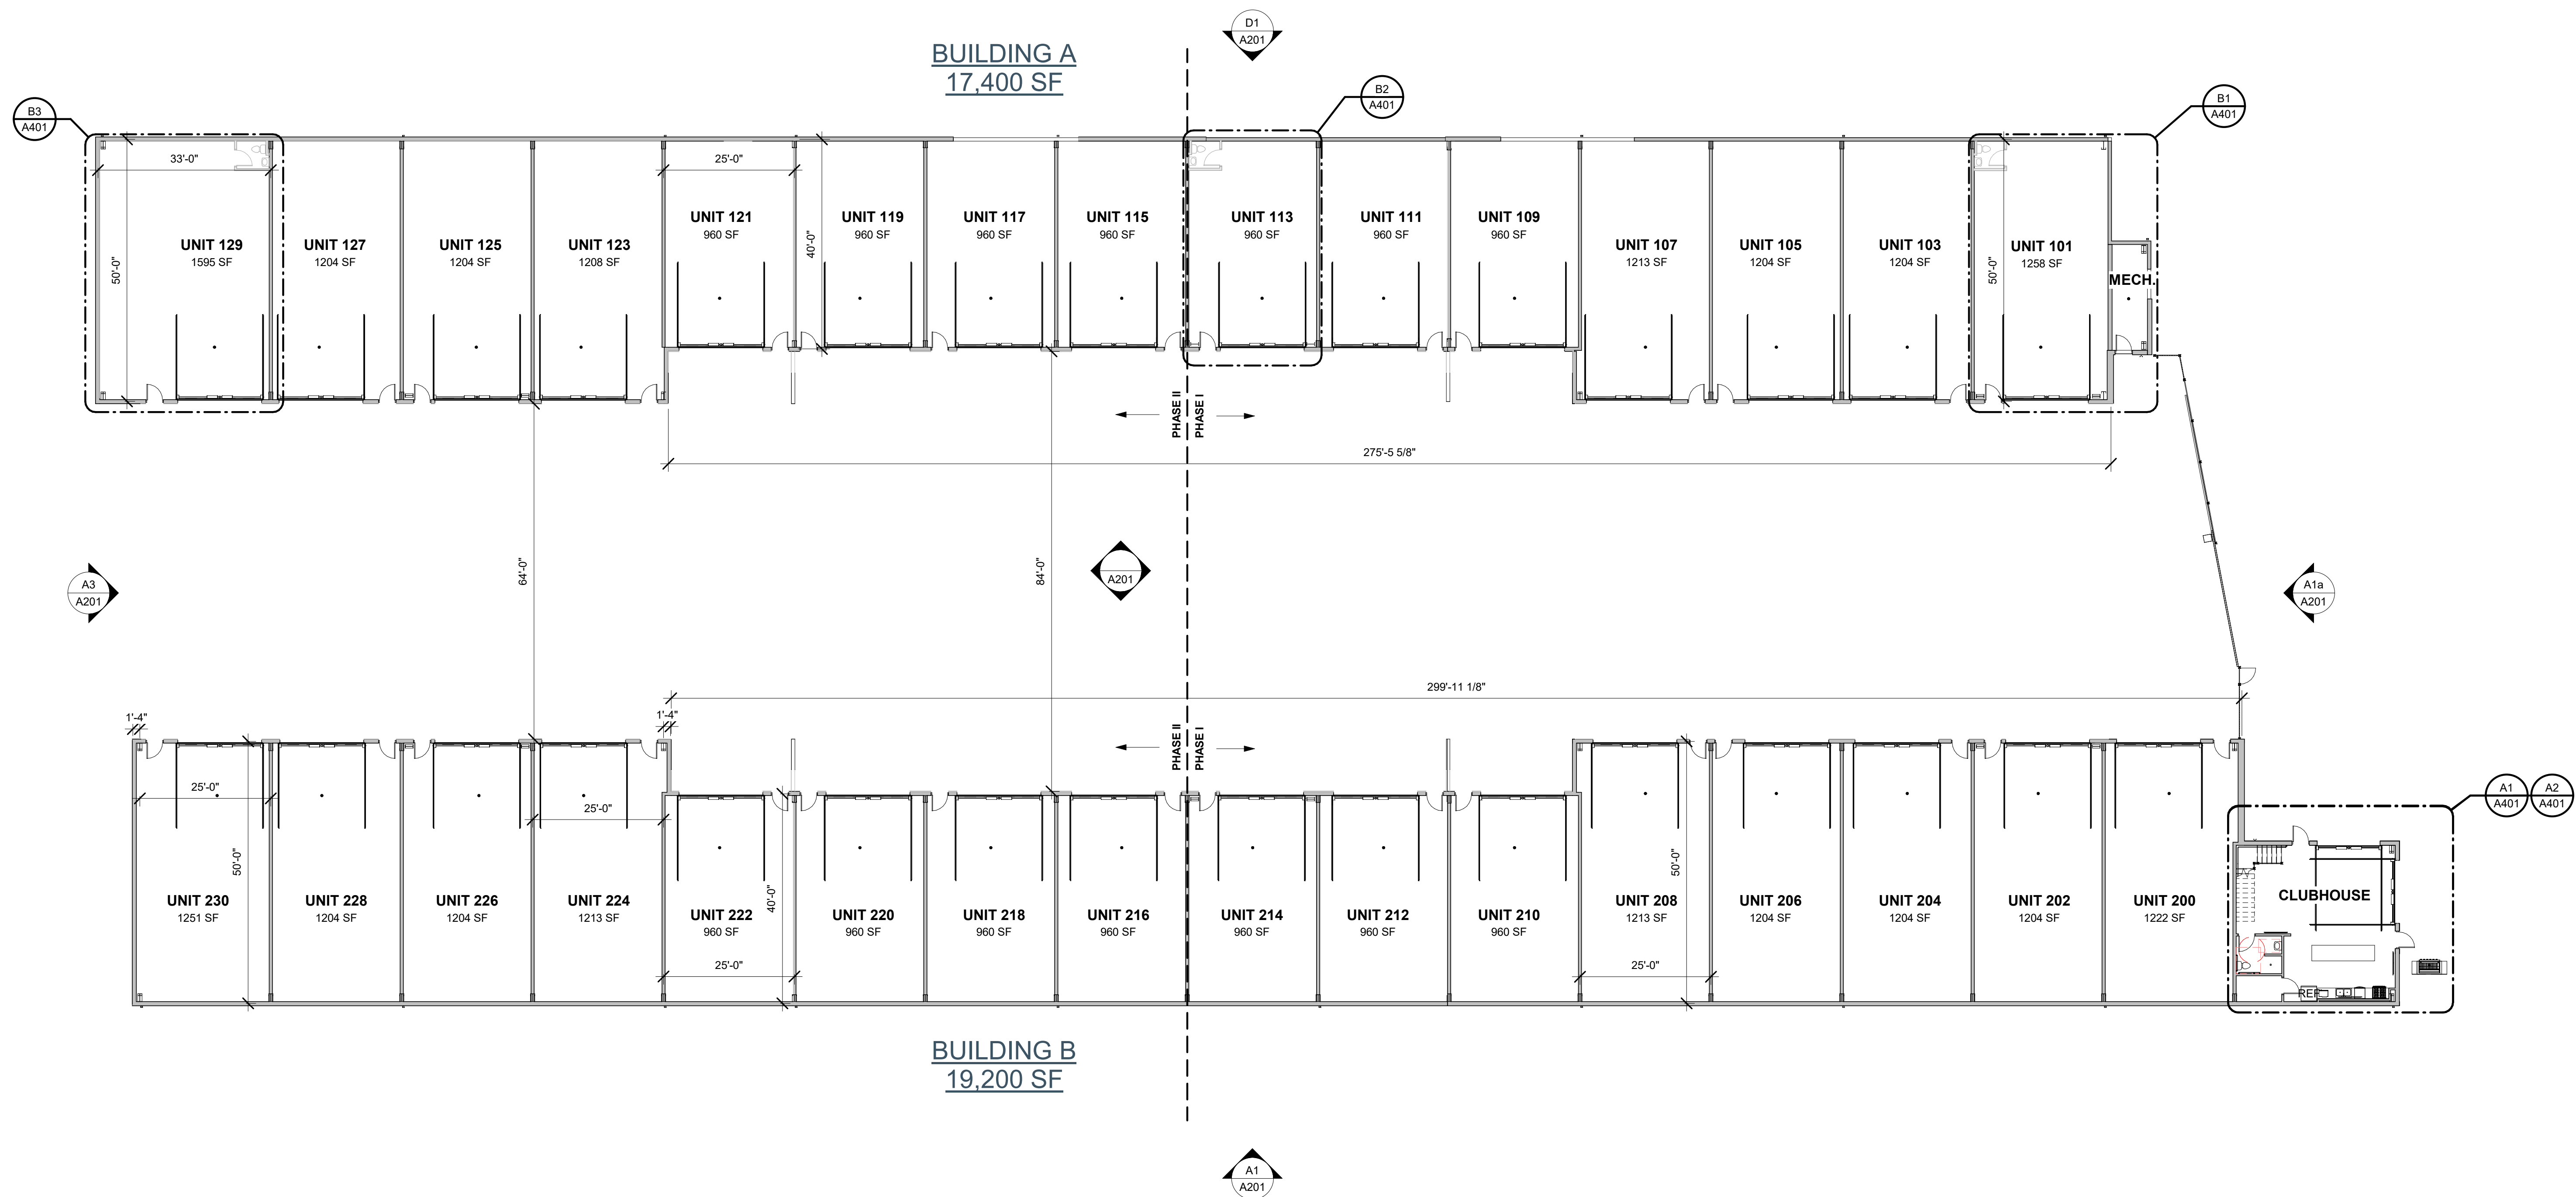 D1
A201
BUILDING A
17,400 SF
B3
A401
B2
A401
B1
A401
33'-0"
25'-0"
50'-0"
40'-0"
50'-0"
UNIT 129
1595 SF
UNIT 127
1204 SF
UNIT 125
1204 SF
UNIT 123
1208 SF
UNIT 121
960 SF
UNIT 119
960 SF
UNIT 117
960 SF
UNIT 115
960 SF
UNIT 113
960 SF
UNIT 111
960 SF
UNIT 109
960 SF
UNIT 107
1213 SF
UNIT 105
1204 SF
UNIT 103
1204 SF
UNIT 101
1258 SF
MECH.
PHASE II
PHASE I
275'-5 5/8"
64'-0"
84'-0"
A201
A3
A201
A1a
A201
299'-11 1/8"
1'-4"
1'-4"
PHASE II
PHASE I
25'-0"
25'-0"
50'-0"
40'-0"
50'-0"
A1
A401
A2
A401
UNIT 230
1251 SF
UNIT 228
1204 SF
UNIT 226
1204 SF
UNIT 224
1213 SF
UNIT 222
960 SF
UNIT 220
960 SF
UNIT 218
960 SF
UNIT 216
960 SF
UNIT 214
960 SF
UNIT 212
960 SF
UNIT 210
960 SF
UNIT 208
1213 SF
UNIT 206
1204 SF
UNIT 204
1204 SF
UNIT 202
1204 SF
UNIT 200
1222 SF
CLUBHOUSE
25'-0"
25'-0"
REF
BUILDING B
19,200 SF
A1
A201